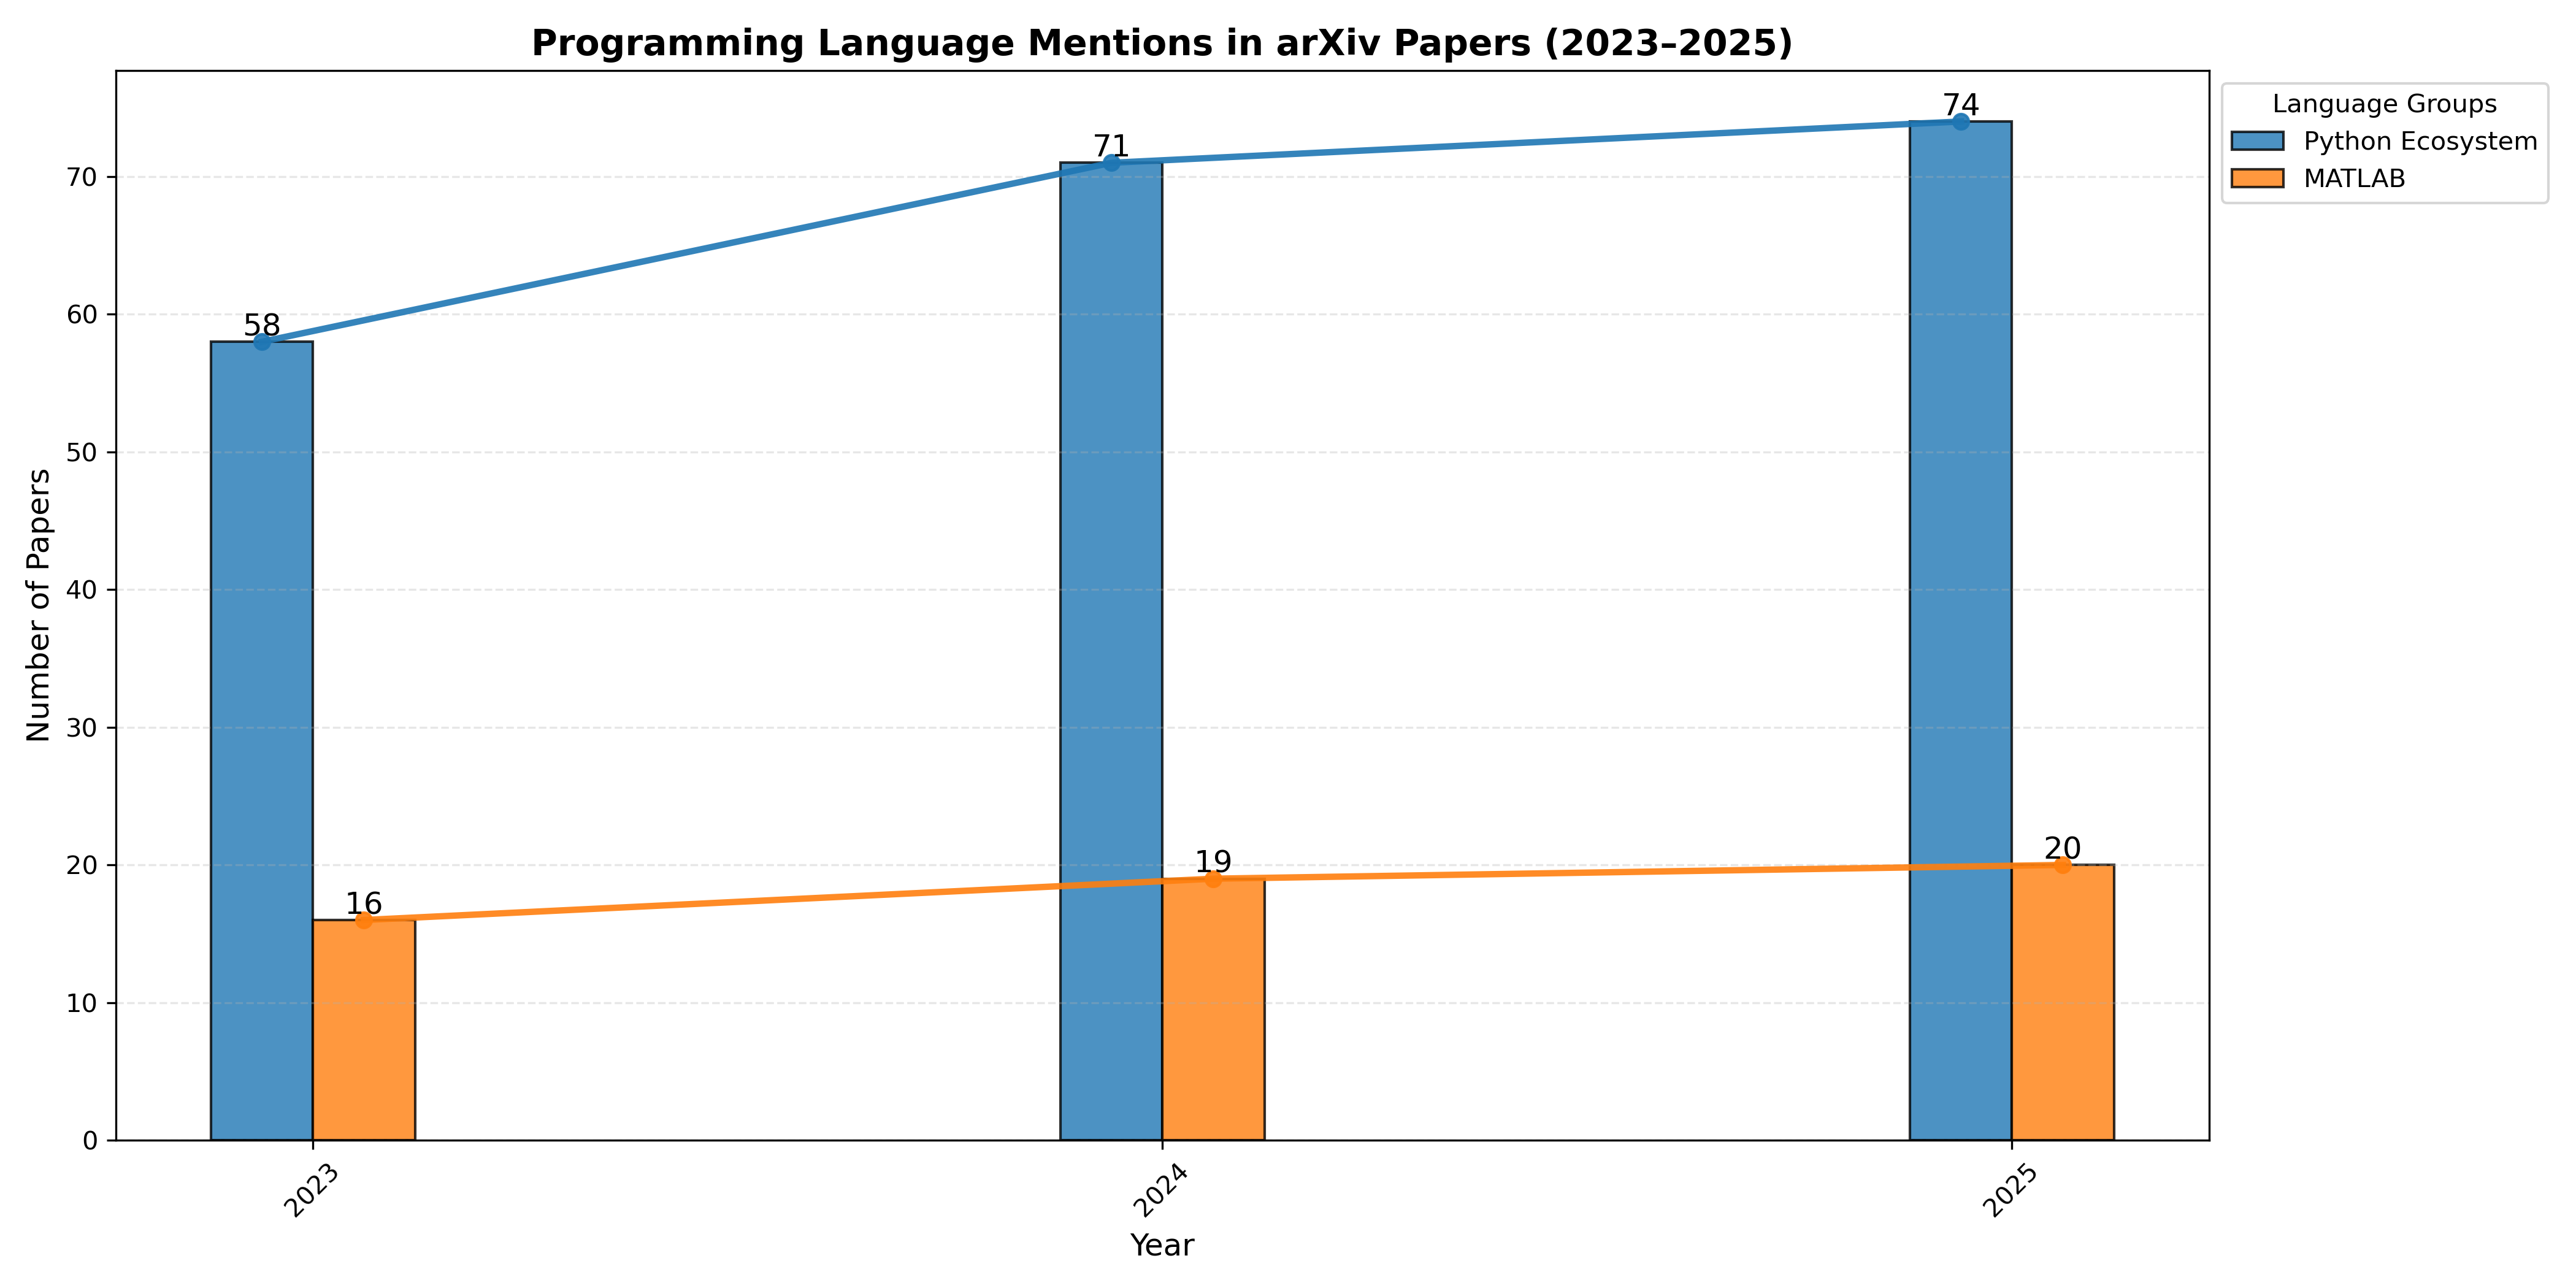 Programming Language Mentions in arXiv Papers (2023–2025)
Language Groups
Python Ecosystem
MATLAB
Number of Papers
70
60
50
40
30
20
10
0
58
16
71
19
74
20
2023
2024
2025
Year